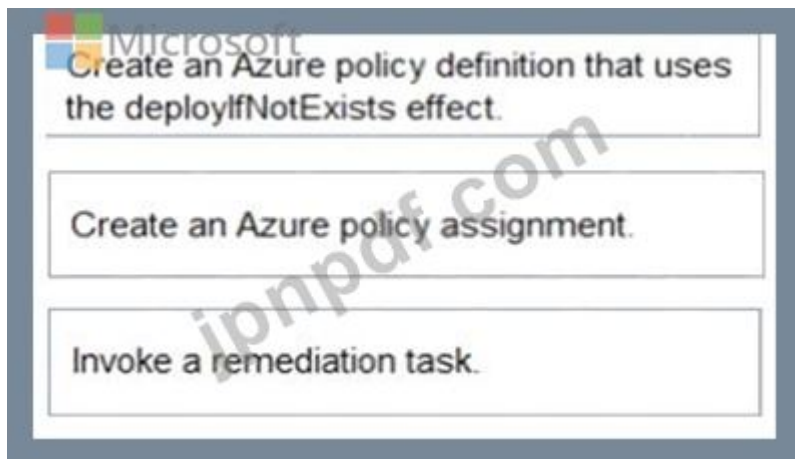 Microsoft
Create an Azure policy definition that uses
the deployIfNotExists effect.
Create an Azure policy assignment.
Invoke a remediation task.
jpnpdf.com